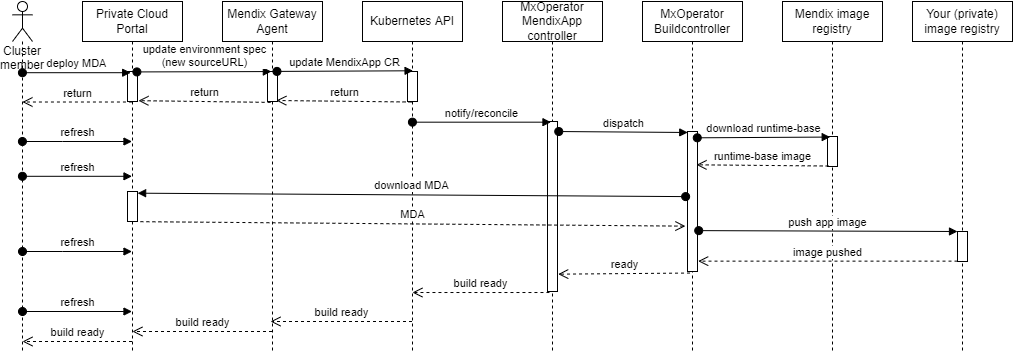 Private Cloud
Portal
Mendix Gateway
Agent
Kubernetes API
MxOperator
MendixApp
controller
MxOperator
Buildcontroller
Mendix image
registry
Your (private)
image registry
Cluster
member
deploy MDA
update environment spec
(new sourceURL)
update MendixApp CR
return
return
return
notify/reconcile
dispatch
download runtime-base
refresh
runtime-base image
refresh
download MDA
MDA
push app image
refresh
image pushed
ready
build ready
refresh
build ready
build ready